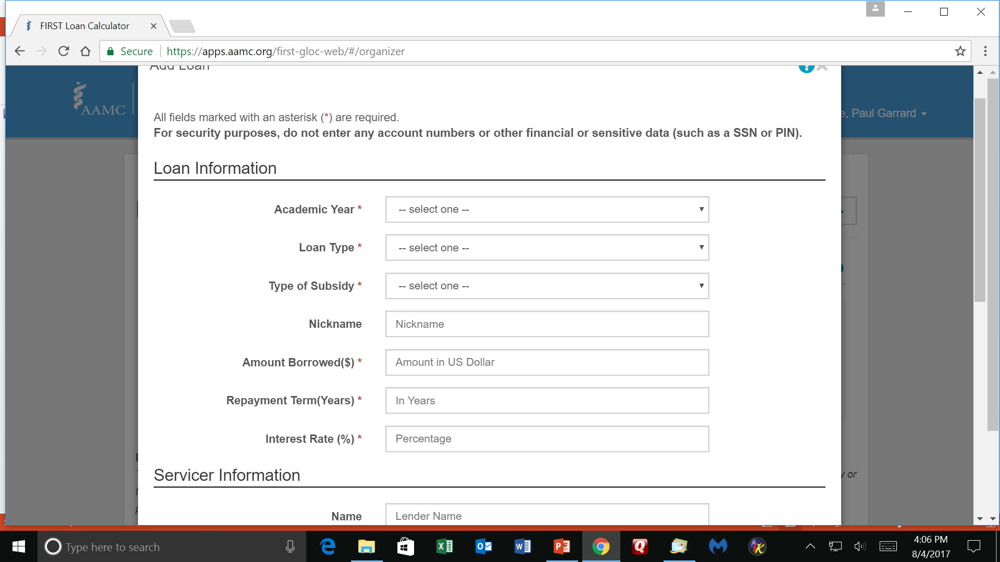 FIRST Loan Calculator
Secure https://apps.aamc.org/first-gloc-web/#/organizer
Add Loan
AAMC
e, Paul Garrard
All fields marked with an asterisk (*) are required.
For security purposes, do not enter any account numbers or other financial or sensitive data (such as a SSN or PIN).
Loan Information
Academic Year * -- select one --
Loan Type * -- select one --
Type of Subsidy * -- select one --
Nickname Nickname
Amount Borrowed($) * Amount in US Dollar
Repayment Term(Years) * In Years
Interest Rate (%) * Percentage
Servicer Information
y or
Name Lender Name
Type here to search
4:06 PM
8/4/2017